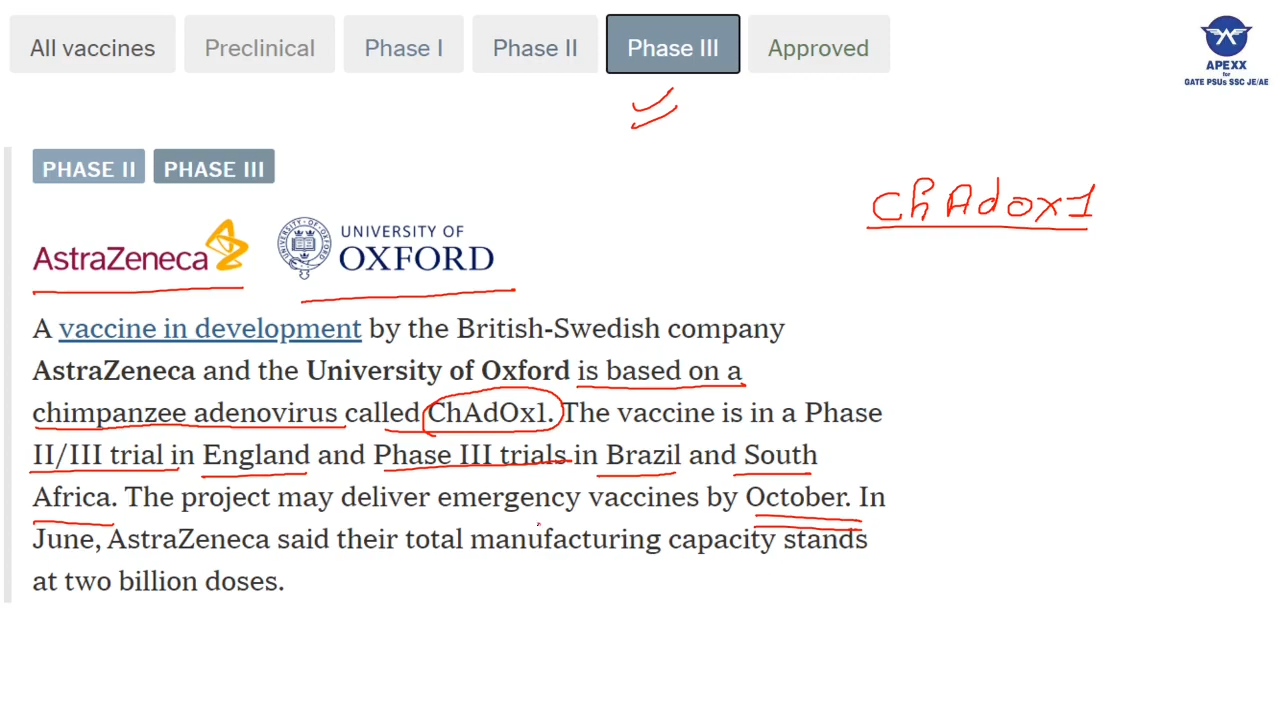 All vaccines
Preclinical
Phase I
Phase II
Phase III
Approved
APEXX
for
GATE PSUs SSC JE/AE
PHASE II
PHASE III
ChAdox1
AstraZeneca
UNIVERSITY OF
OXFORD
A vaccine in development by the British-Swedish company
AstraZeneca and the University of Oxford is based on a
chimpanzee adenovirus called ChAdOx1. The vaccine is in a Phase
II/III trial in England and Phase III trials in Brazil and South
Africa. The project may deliver emergency vaccines by October. In
June, AstraZeneca said their total manufacturing capacity stands
at two billion doses.